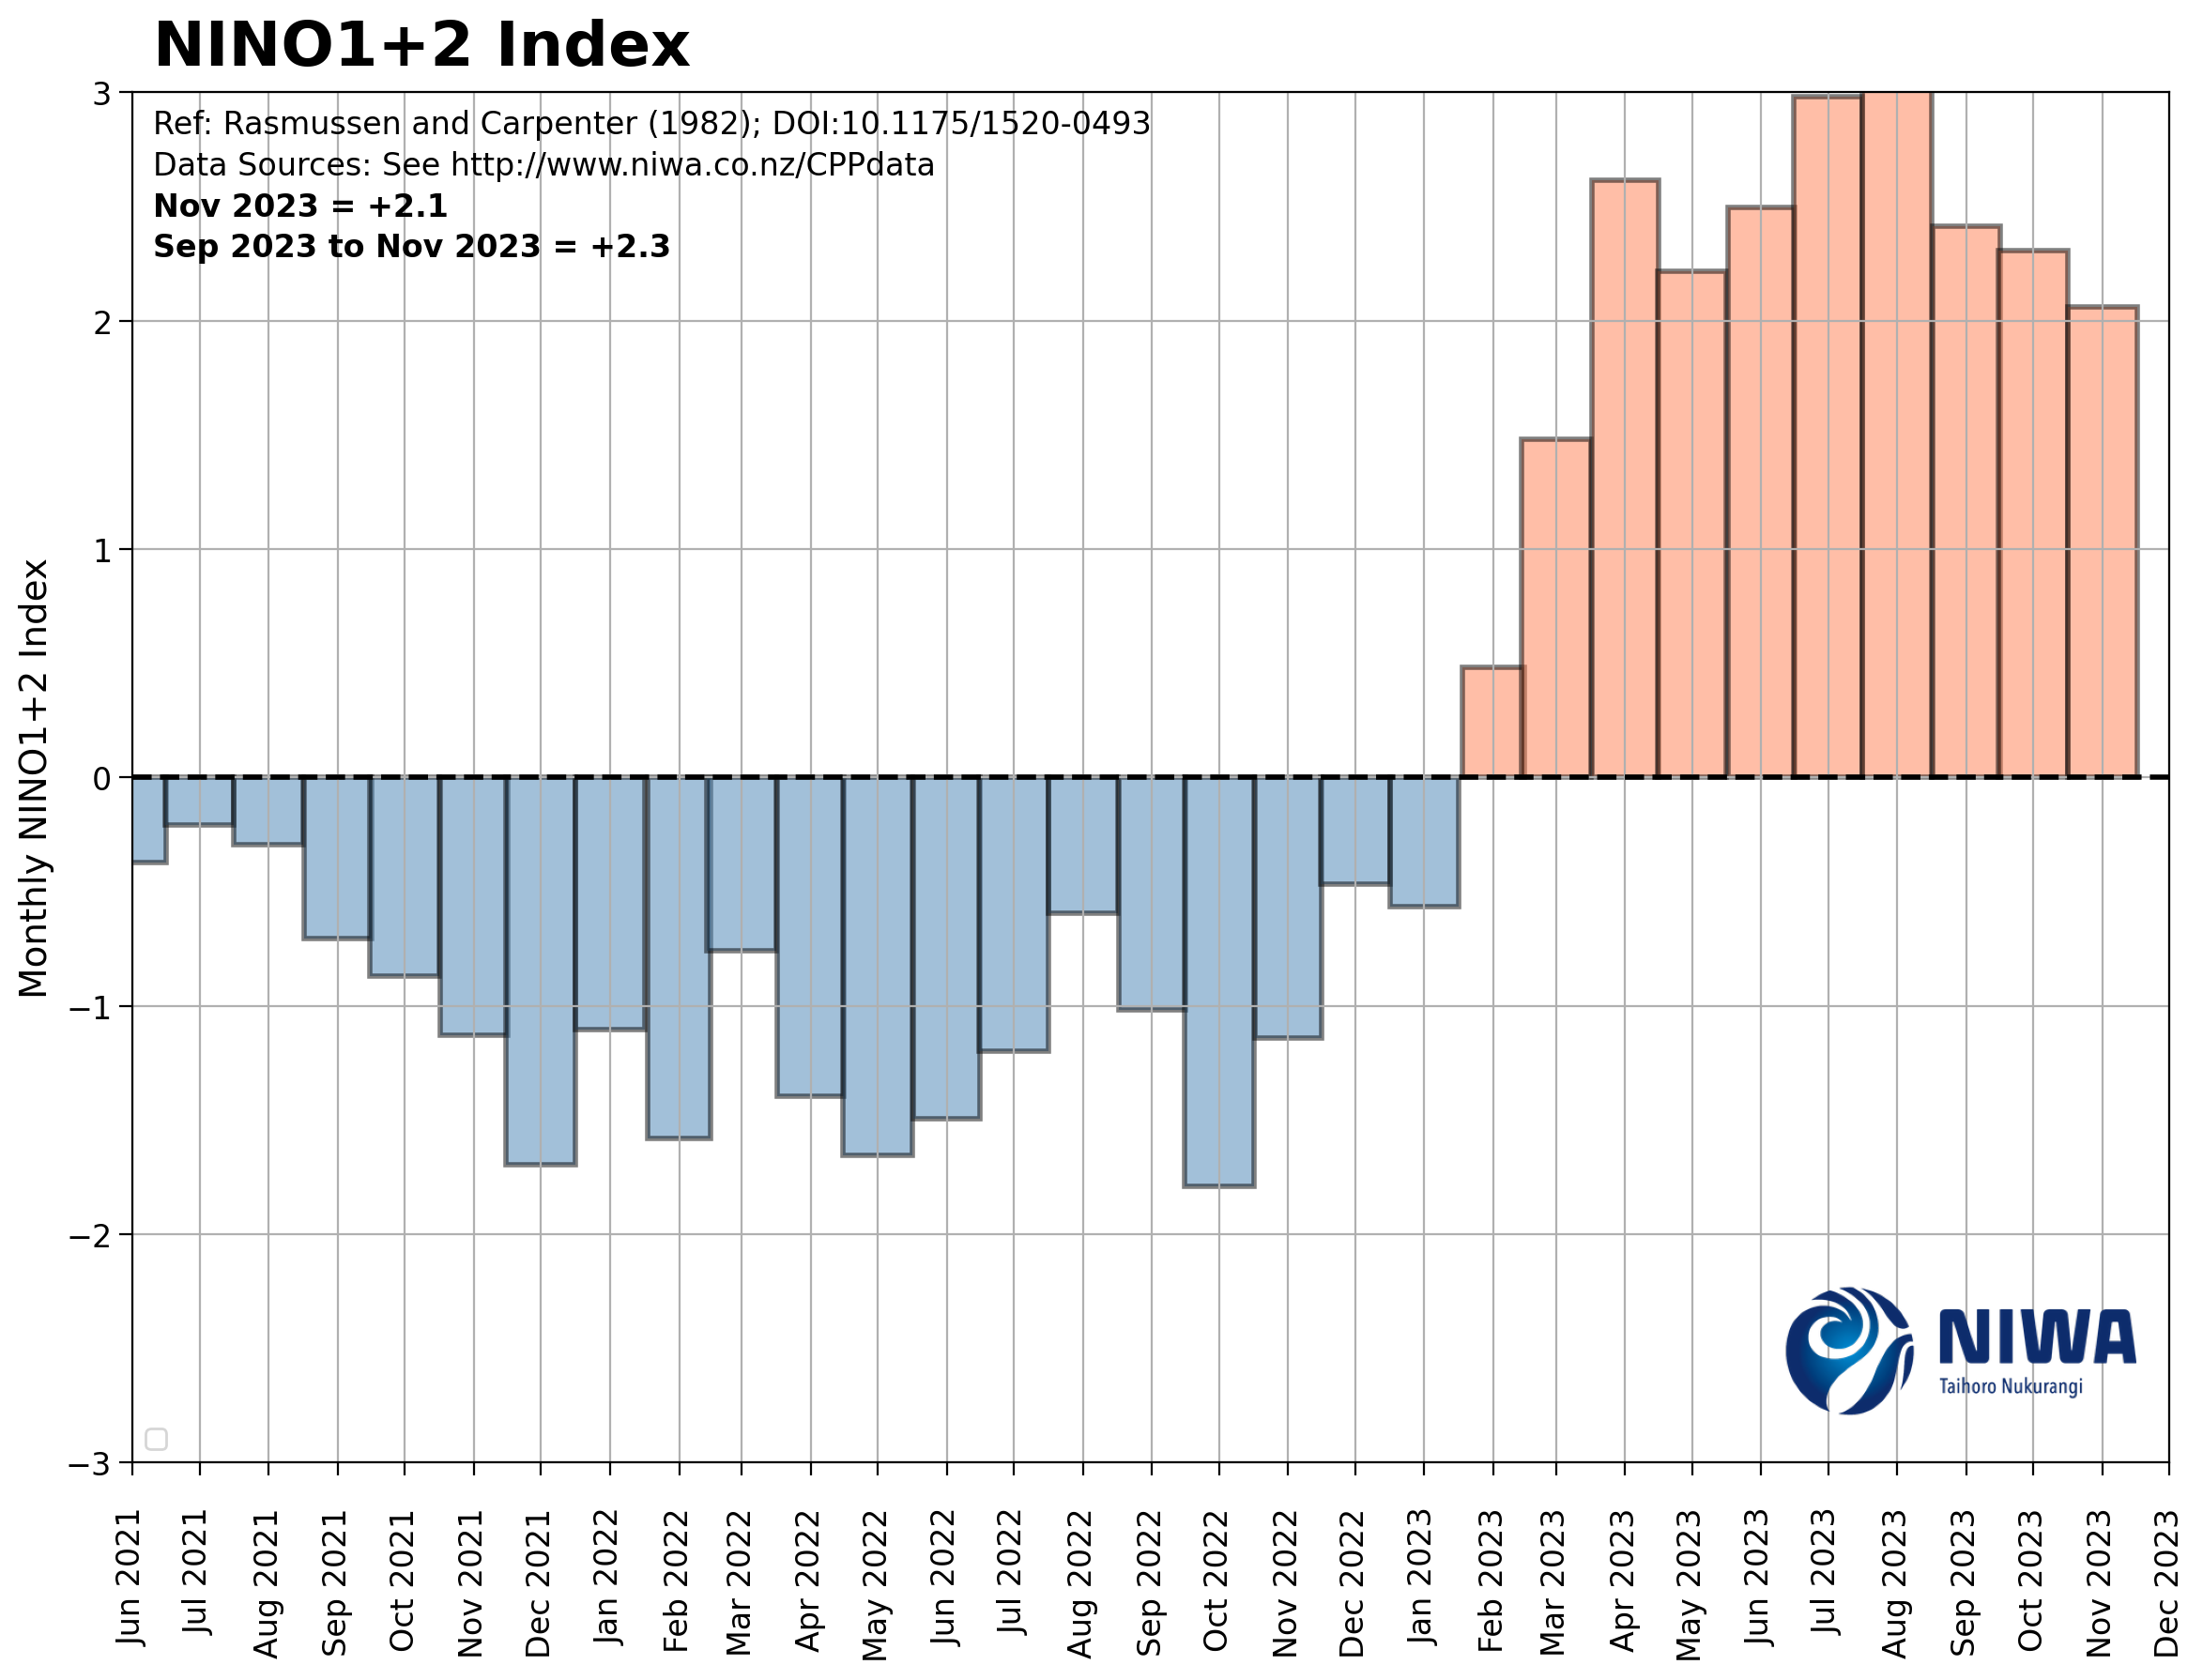 NINO1+2 Index
Ref: Rasmussen and Carpenter (1982); DOI:10.1175/1520-0493
Data Sources: See http://www.niwa.co.nz/CPPdata
Nov 2023 = +2.1
Sep 2023 to Nov 2023 = +2.3
Monthly NINO1+2 Index
3
2
1
0
−1
−2
−3
NIWA
Taihoro Nukurangi
Jun 2021
Jul 2021
Aug 2021
Sep 2021
Oct 2021
Nov 2021
Dec 2021
Jan 2022
Feb 2022
Mar 2022
Apr 2022
May 2022
Jun 2022
Jul 2022
Aug 2022
Sep 2022
Oct 2022
Nov 2022
Dec 2022
Jan 2023
Feb 2023
Mar 2023
Apr 2023
May 2023
Jun 2023
Jul 2023
Aug 2023
Sep 2023
Oct 2023
Nov 2023
Dec 2023